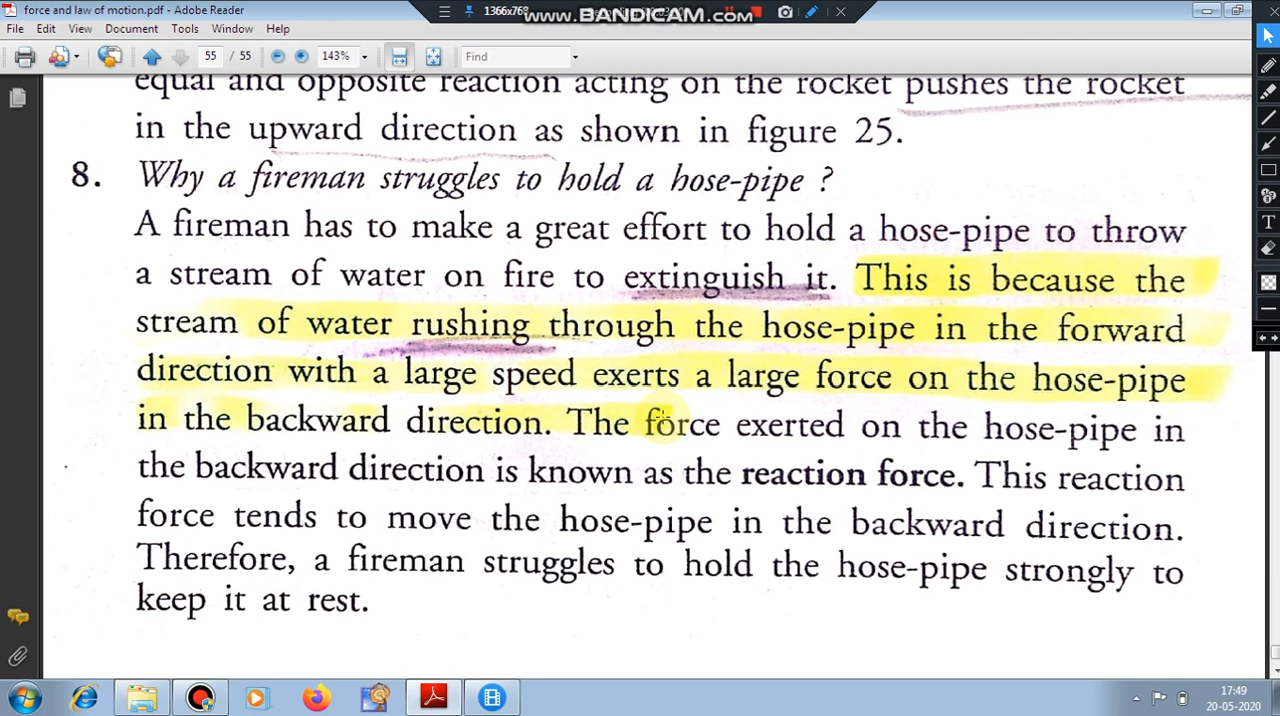 force and law of motion.pdf - Adobe Reader
1366x768
www.BANDICAM.com
File Edit View Document Tools Window Help
55 / 55 143% Find
equal and opposite reaction acting on the rocket pushes the rocket
in the upward direction as shown in figure 25.
8. Why a fireman struggles to hold a hose-pipe ?
A fireman has to make a great effort to hold a hose-pipe to throw
a stream of water on fire to extinguish it. This is because the
stream of water rushing through the hose-pipe in the forward
direction with a large speed exerts a large force on the hose-pipe
in the backward direction. The force exerted on the hose-pipe in
the backward direction is known as the reaction force. This reaction
force tends to move the hose-pipe in the backward direction.
Therefore, a fireman struggles to hold the hose-pipe strongly to
keep it at rest.
17:49
20-05-2020